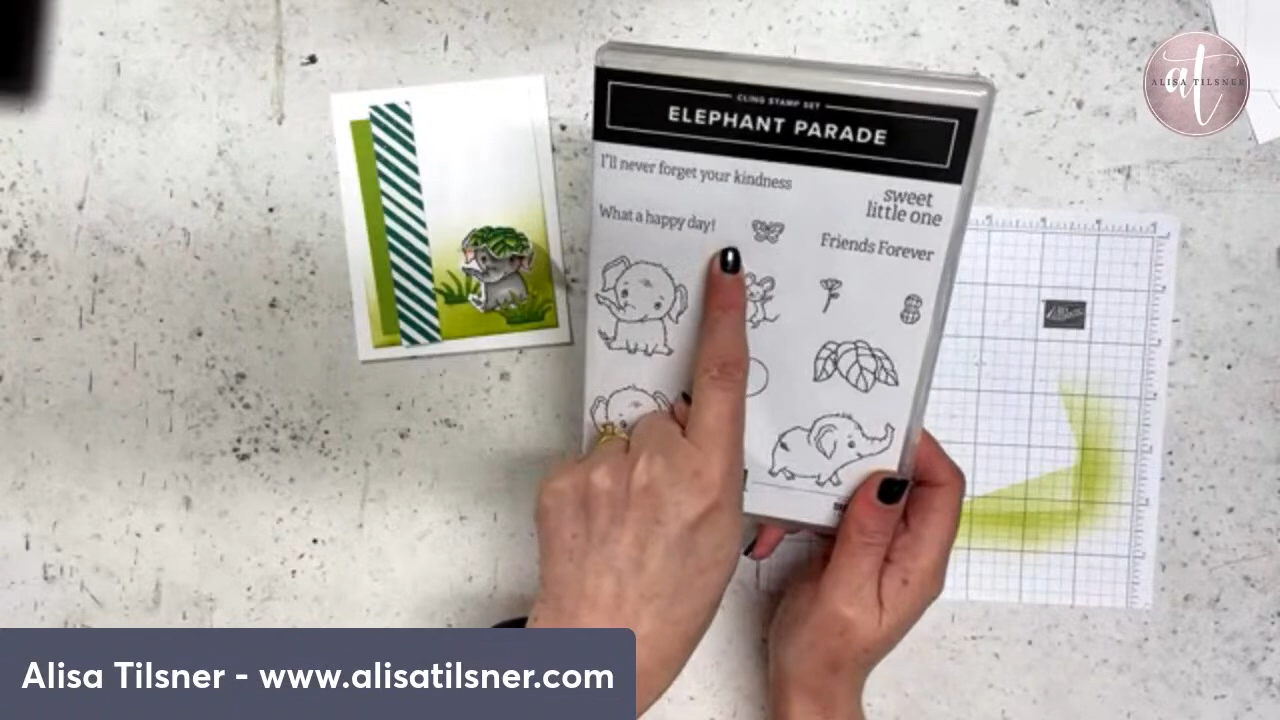 at
ALISA TILSNER
CLING STAMP SET
ELEPHANT PARADE
I'll never forget your kindness
sweet
little one
What a happy day!
Friends Forever
Alisa Tilsner - www.alisatilsner.com